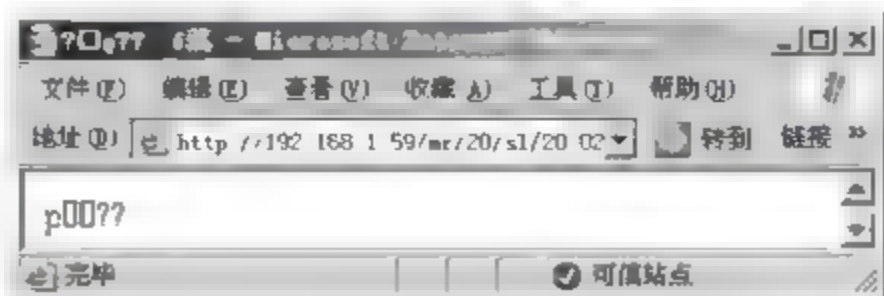 文件(F) 编辑(E) 查看(V) 收藏(A) 工具(T) 帮助(H)
地址(D) http://192.168.1.59/mr/20/sl/20 02 转到 链接 »
p□□??
完毕 可信站点